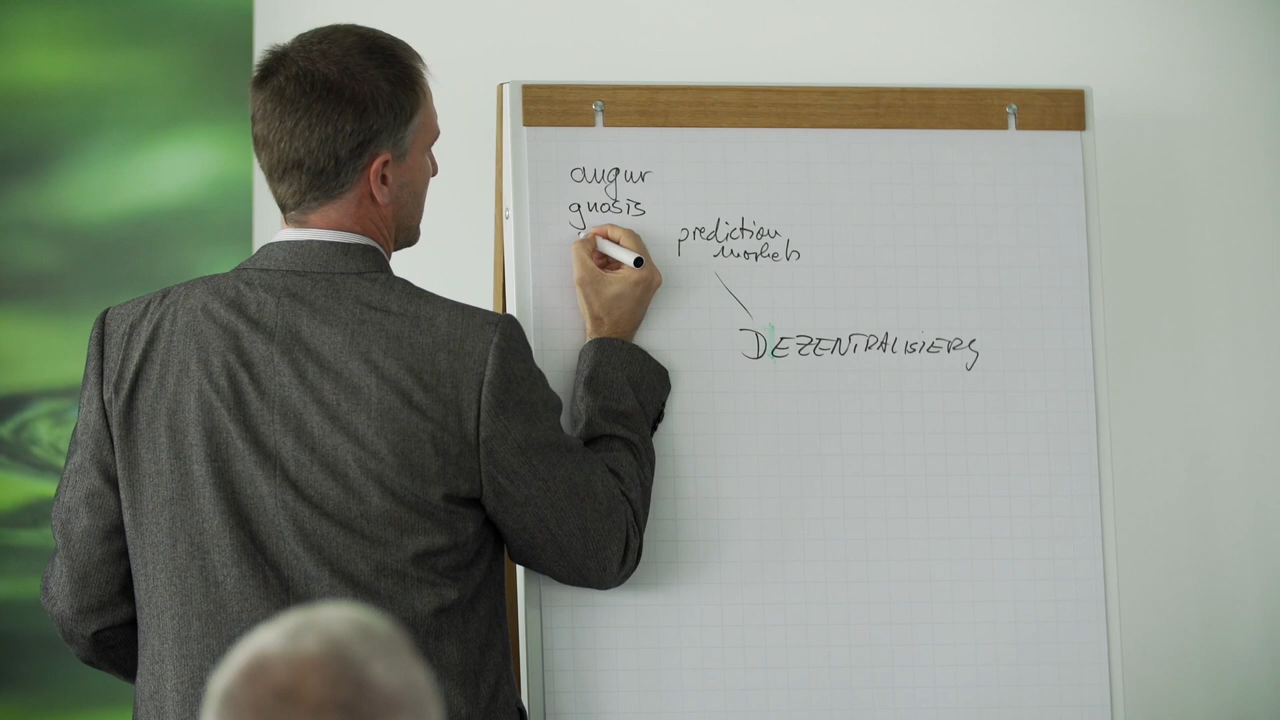 augur
gnosis
prediction
markets
DEZENTRALISIERG